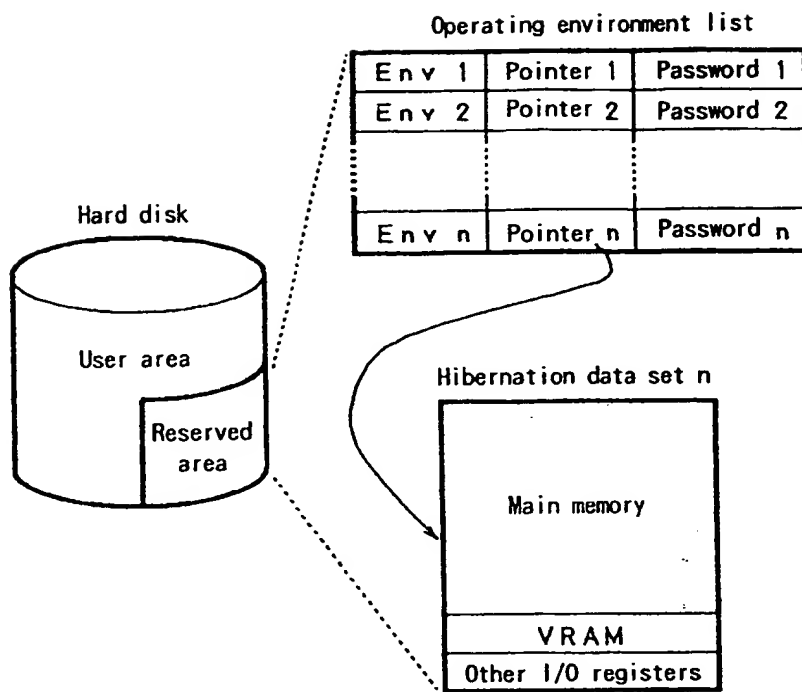 Operating environment list
Env 1 Pointer 1 Password 1
Env 2 Pointer 2 Password 2
Env n Pointer n Password n
Hard disk
User area
Reserved
area
Hibernation data set n
Main memory
VRAM
Other I/O registers